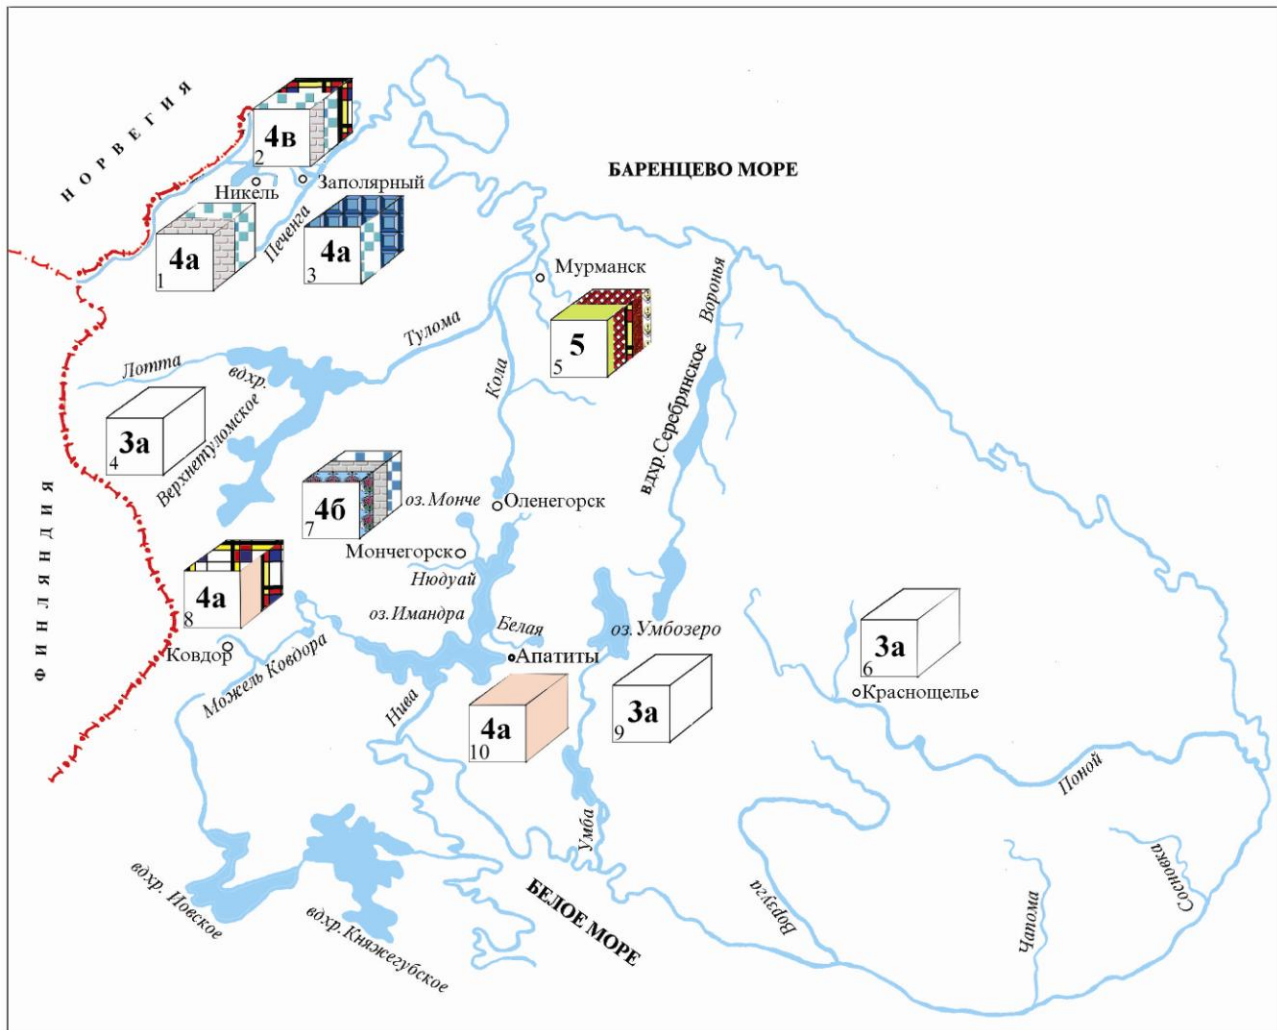 НОРВЕГИЯ
4в
2
Никель
Заполярный
БАРЕНЦЕВО МОРЕ
4а
1
Печенга
4а
3
Мурманск
5
5
Воронья
Тулома
Кола
Лотта
вдхр.
Верхнетуломское
3а
4
вдхр. Серебрянское
4б
7
оз. Монче
Оленегорск
Мончегорск
Нюдуай
ФИНЛЯНДИЯ
4а
8
оз. Имандра
Белая
оз. Умбозеро
3а
6
Ковдор
Можель Ковдора
Апатиты
Краснощелье
Нива
4а
10
3а
9
Поной
Умба
вдхр. Иовское
вдхр. Княжегубское
БЕЛОЕ МОРЕ
Ворзуга
Чапома
Сосновка